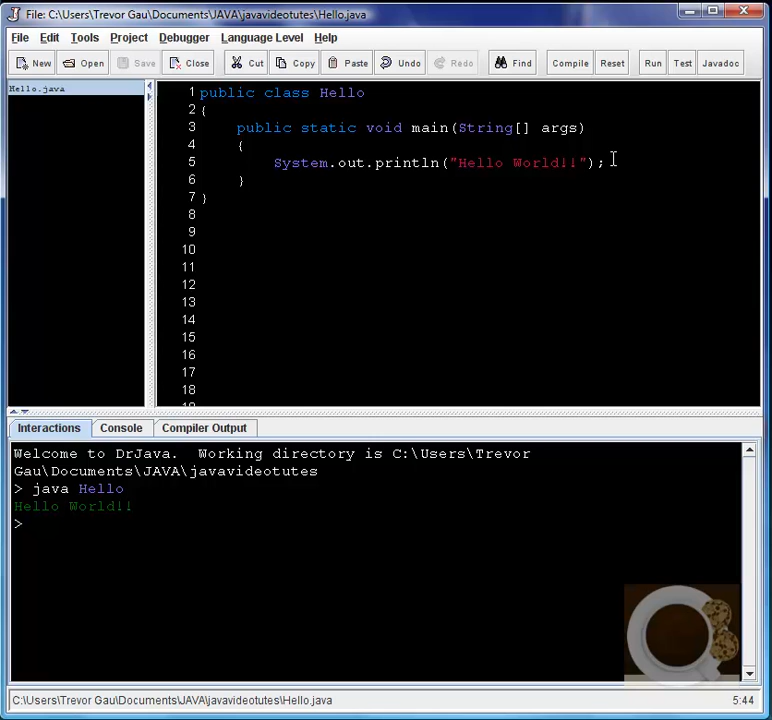 File: C:\Users\Trevor Gau\Documents\JAVA\javavideotutes\Hello.java
File Edit Tools Project Debugger Language Level Help
New Open Save Close Cut Copy Paste Undo Redo Find Compile Reset Run Test Javadoc
Hello.java
1 public class Hello
2 {
3 public static void main(String[] args)
4 {
5 System.out.println("Hello World!!");
6 }
7 }
8
9
10
11
12
13
14
15
16
17
18
Interactions Console Compiler Output
Welcome to DrJava. Working directory is C:\Users\Trevor
Gau\Documents\JAVA\javavideotutes
> java Hello
Hello World!!
>
C:\Users\Trevor Gau\Documents\JAVA\javavideotutes\Hello.java 5:44